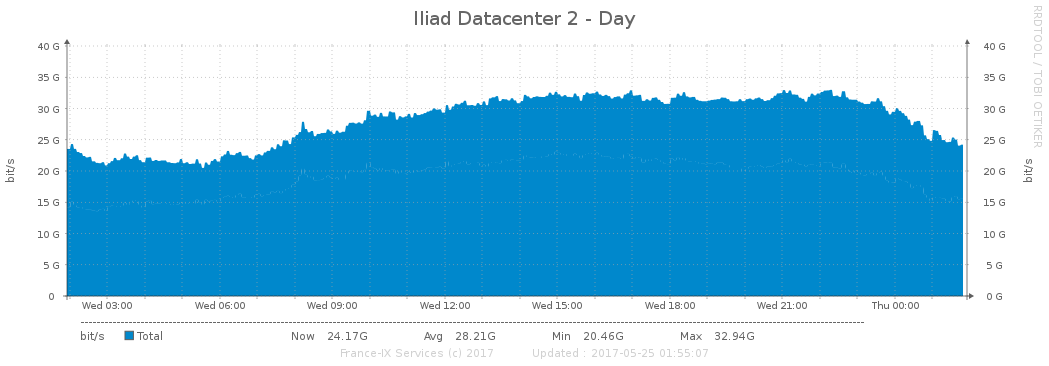 Iliad Datacenter 2 - Day
RRDTOOL / TOBI OETIKER
40 G 40 G
35 G 35 G
30 G 30 G
25 G 25 G
20 G 20 G
15 G 15 G
10 G 10 G
5 G 5 G
0 0 G
bit/s bit/s
Wed 03:00 Wed 06:00 Wed 09:00 Wed 12:00 Wed 15:00 Wed 18:00 Wed 21:00 Thu 00:00
bit/s Total Now 24.17G Avg 28.21G Min 20.46G Max 32.94G
France-IX Services (c) 2017 Updated : 2017-05-25 01:55:07